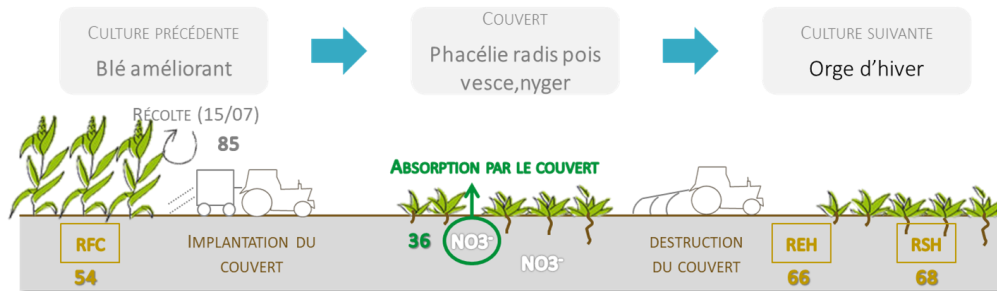 CULTURE PRÉCÉDENTE
Blé améliorant
COUVERT
Phacélie radis pois
vesce,nyger
CULTURE SUIVANTE
Orge d'hiver
RÉCOLTE (15/07)
85
ABSORPTION PAR LE COUVERT
RFC
54
IMPLANTATION DU
COUVERT
36
NO3-
NO3-
DESTRUCTION
DU COUVERT
REH
66
RSH
68